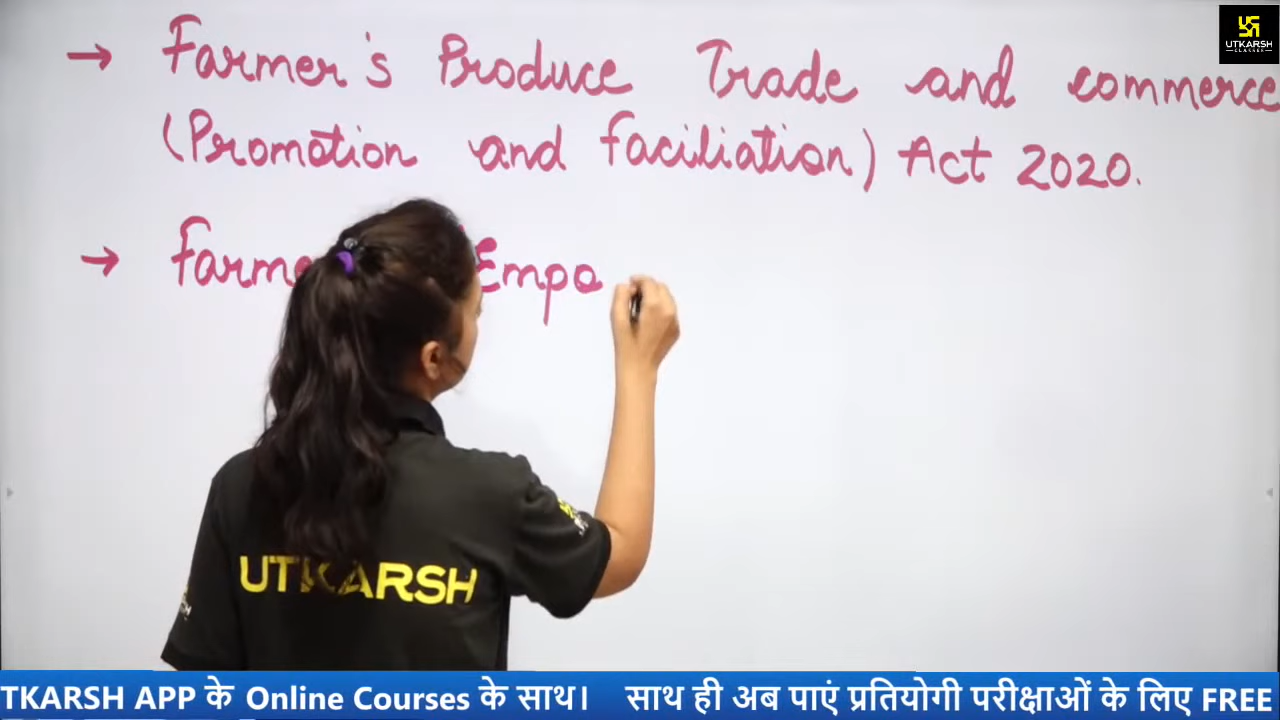 → Farmer's Produce Trade and commerce
(Promotion and faciliation) Act 2020.
→ Farme Empo
UTKARSH
CLASSES
UTKARSH
TKARSH APP के Online Courses के साथ। साथ ही अब पाएं प्रतियोगी परीक्षाओं के लिए FREE